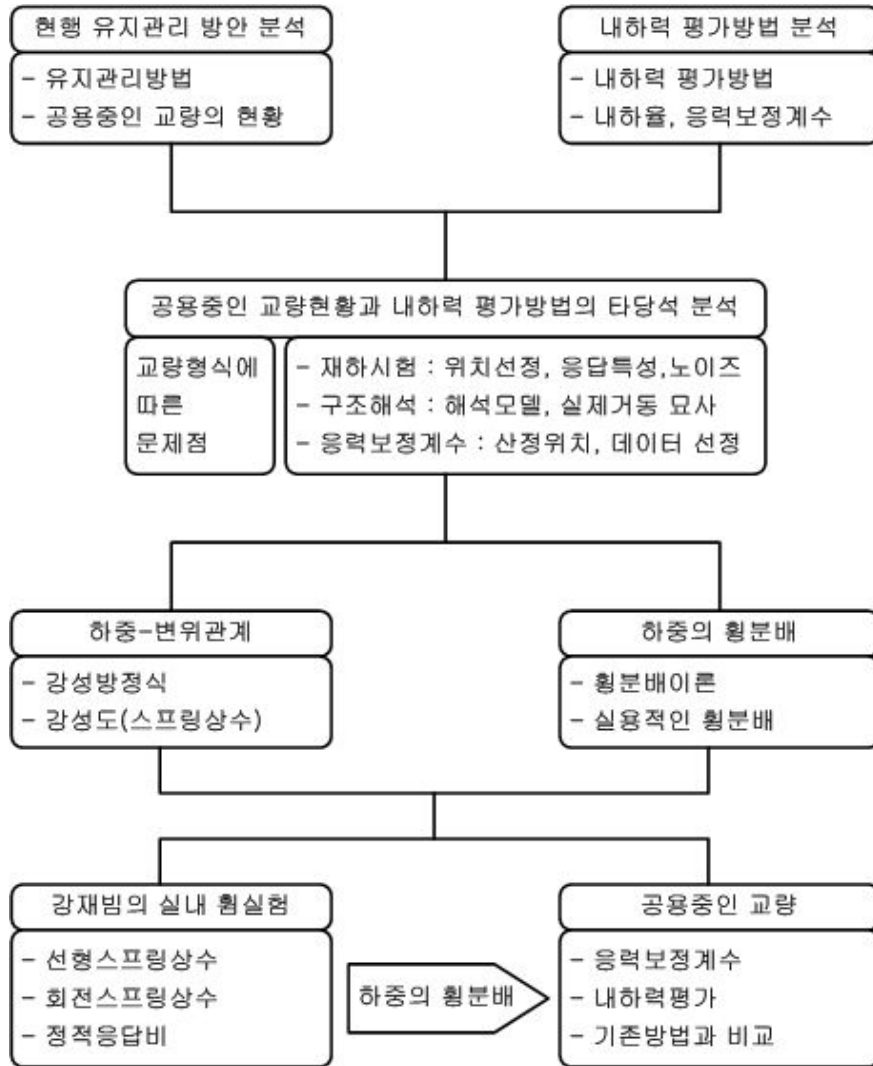 현행 유지관리 방안 분석
- 유지관리방법
- 공용중인 교량의 현황
내하력 평가방법 분석
- 내하력 평가방법
- 내하율, 응력보정계수
공용중인 교량현황과 내하력 평가방법의 타당석 분석
교량형식에
따른
문제점
- 재하시험 : 위치선정, 응답특성,노이즈
- 구조해석 : 해석모델, 실제거동 묘사
- 응력보정계수 : 산정위치, 데이터 선정
하중-변위관계
- 강성방정식
- 강성도(스프링상수)
하중의 횡분배
- 횡분배이론
- 실용적인 횡분배
강재빔의 실내 휨실험
- 선형스프링상수
- 회전스프링상수
- 정적응답비
하중의 횡분배
공용중인 교량
- 응력보정계수
- 내하력평가
- 기존방법과 비교